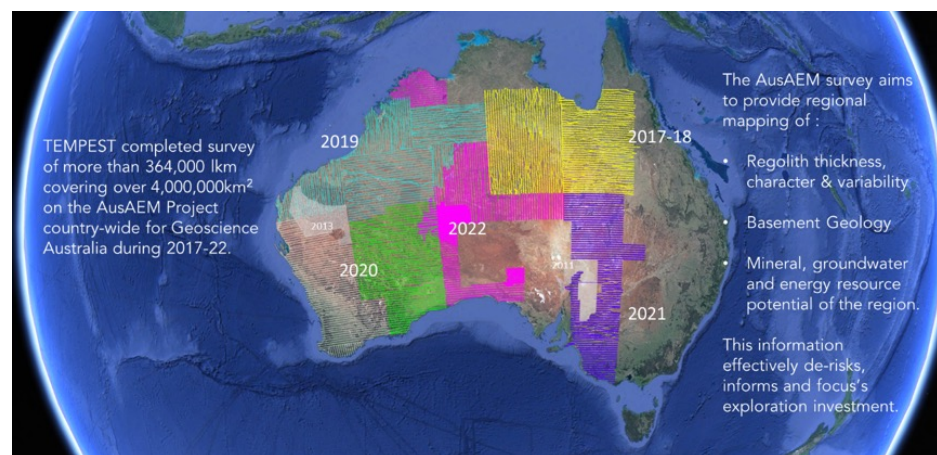 TEMPEST completed survey
of more than 364,000 lkm
covering over 4,000,000km²
on the AusAEM Project
country-wide for Geoscience
Australia during 2017-22.
2019
2017-18
2013
2022
2020
2011
2021
The AusAEM survey aims
to provide regional
mapping of :
• Regolith thickness,
character & variability
• Basement Geology
• Mineral, groundwater
and energy resource
potential of the region.
This information
effectively de-risks,
informs and focus's
exploration investment.